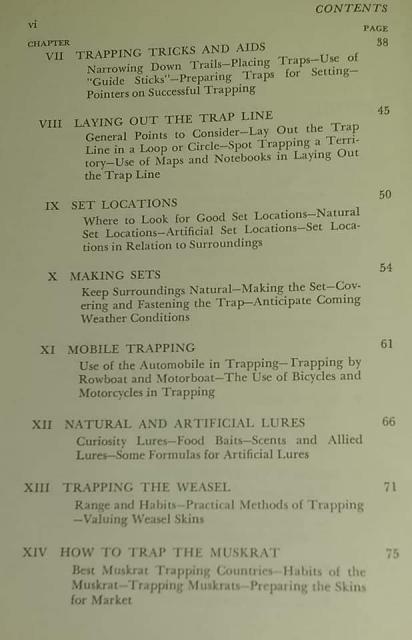 CONTENTS
vi
PAGE
CHAPTER
VII TRAPPING TRICKS AND AIDS 38
Narrowing Down Trails—Placing Traps—Use of
"Guide Sticks"—Preparing Traps for Setting—
Pointers on Successful Trapping
VIII LAYING OUT THE TRAP LINE 45
General Points to Consider—Lay Out the Trap
Line in a Loop or Circle—Spot Trapping a Terri-
tory—Use of Maps and Notebooks in Laying Out
the Trap Line
IX SET LOCATIONS 50
Where to Look for Good Set Locations—Natural
Set Locations—Artificial Set Locations—Set Loca-
tions in Relation to Surroundings
X MAKING SETS 54
Keep Surroundings Natural—Making the Set—Cov-
ering and Fastening the Trap—Anticipate Coming
Weather Conditions
XI MOBILE TRAPPING 61
Use of the Automobile in Trapping—Trapping by
Rowboat and Motorboat—The Use of Bicycles and
Motorcycles in Trapping
XII NATURAL AND ARTIFICIAL LURES 66
Curiosity Lures—Food Baits—Scents and Allied
Lures—Some Formulas for Artificial Lures
XIII TRAPPING THE WEASEL 71
Range and Habits—Practical Methods of Trapping
—Valuing Weasel Skins
XIV HOW TO TRAP THE MUSKRAT 75
Best Muskrat Trapping Countries—Habits of the
Muskrat—Trapping Muskrats—Preparing the Skins
for Market